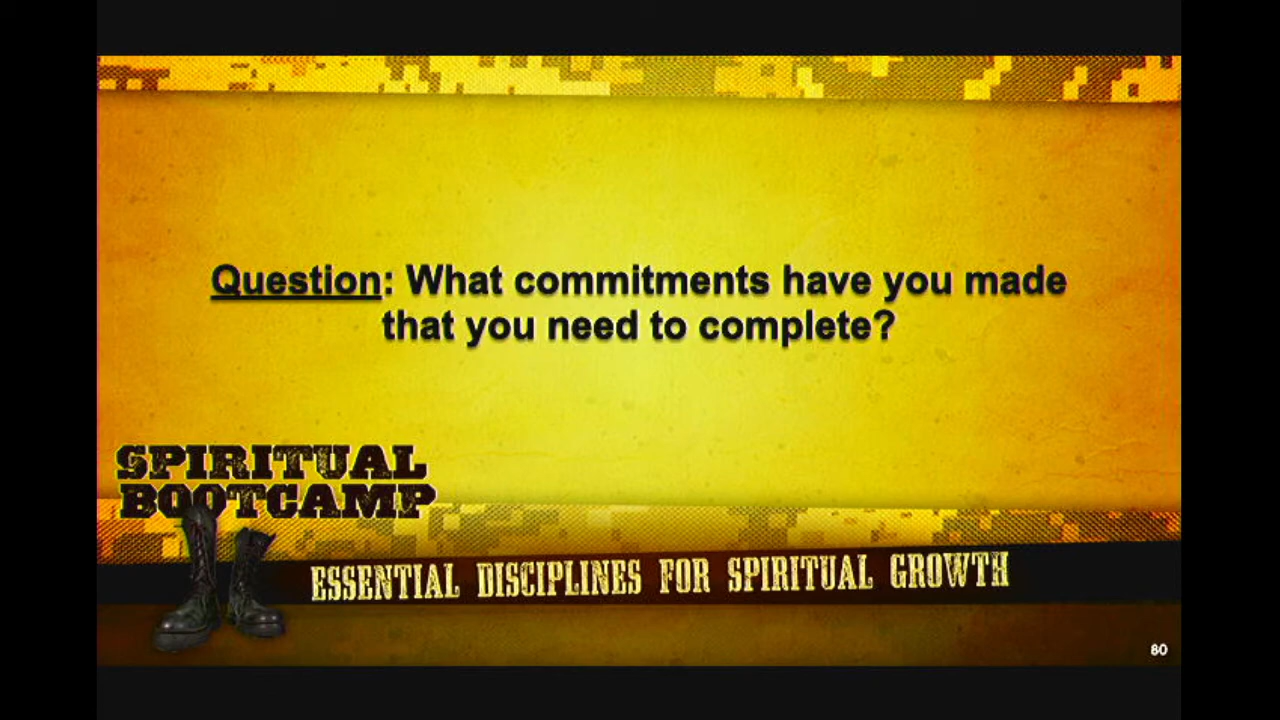 Question: What commitments have you made
that you need to complete?
SPIRITUAL
BOOTCAMP
ESSENTIAL DISCIPLINES FOR SPIRITUAL GROWTH
80